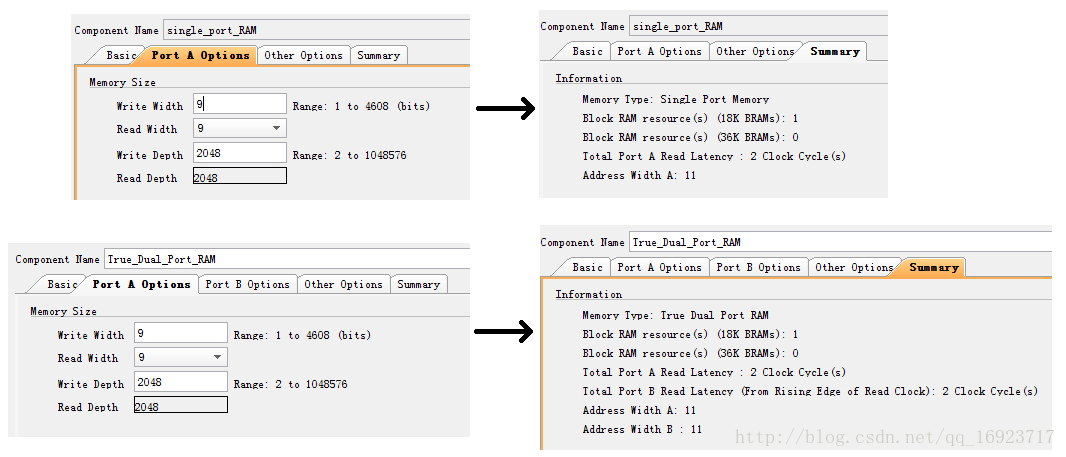 Component Name single_port_RAM
Basic Port A Options Other Options Summary
Memory Size
Write Width 9 Range: 1 to 4608 (bits)
Read Width 9
Write Depth 2048 Range: 2 to 1048576
Read Depth 2048
Component Name single_port_RAM
Basic Port A Options Other Options Summary
Information
Memory Type: Single Port Memory
Block RAM resource(s) (18K BRAMs): 1
Block RAM resource(s) (36K BRAMs): 0
Total Port A Read Latency : 2 Clock Cycle(s)
Address Width A: 11
Component Name True_Dual_Port_RAM
Basic Port A Options Port B Options Other Options Summary
Memory Size
Write Width 9 Range: 1 to 4608 (bits)
Read Width 9
Write Depth 2048 Range: 2 to 1048576
Read Depth 2048
Component Name True_Dual_Port_RAM
Basic Port A Options Port B Options Other Options Summary
Information
Memory Type: True Dual Port RAM
Block RAM resource(s) (18K BRAMs): 1
Block RAM resource(s) (36K BRAMs): 0
Total Port A Read Latency : 2 Clock Cycle(s)
Total Port B Read Latency (From Rising Edge of Read Clock): 2 Clock Cycle(s)
Address Width A: 11
Address Width B : 11
http://blog.csdn.net/qq_16923717